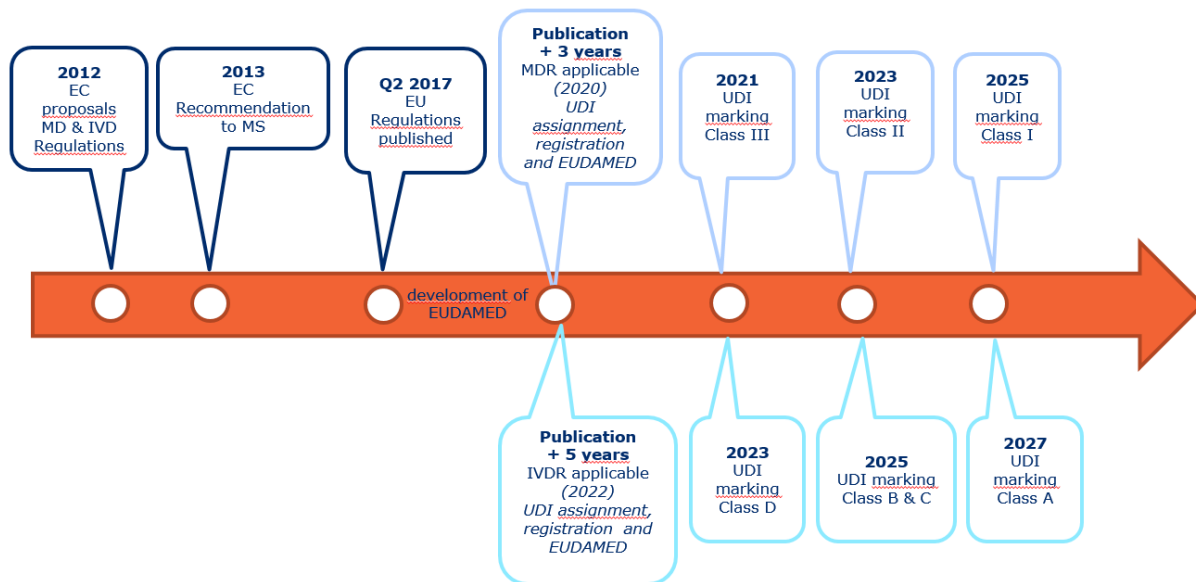 2012
EC
proposals
MD & IVD
Regulations
2013
EC
Recommendation
to MS
Q2 2017
EU
Regulations
published
Publication
+ 3 years
MDR applicable
(2020)
UDI
assignment,
registration
and EUDAMED
2021
UDI
marking
Class III
2023
UDI
marking
Class II
2025
UDI
marking
Class I
development of
EUDAMED
Publication
+ 5 years
IVDR applicable
(2022)
UDI assignment,
registration and
EUDAMED
2023
UDI
marking
Class D
2025
UDI marking
Class B & C
2027
UDI
marking
Class A